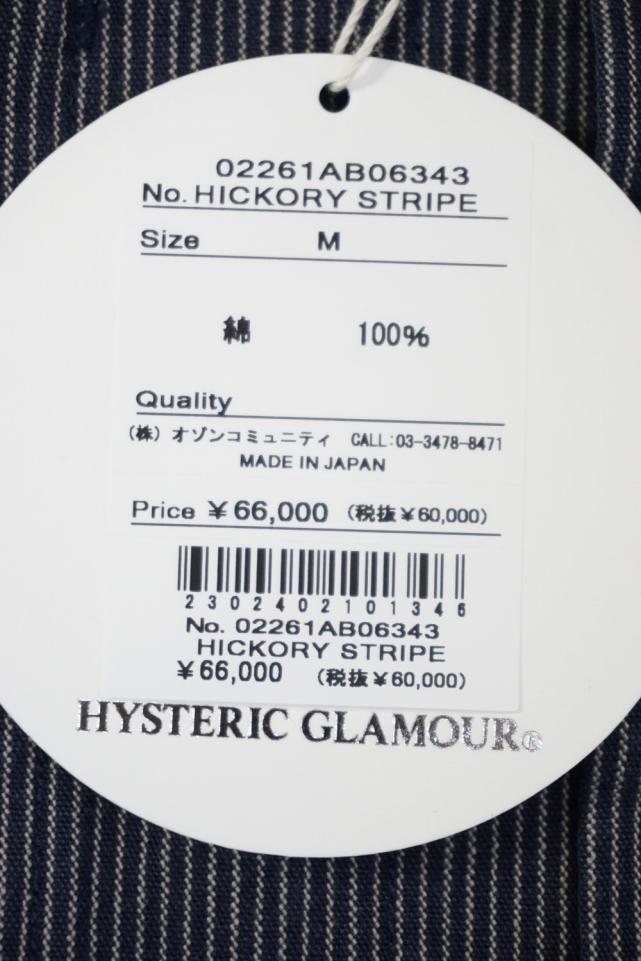 02261AB06343
No. HICKORY STRIPE
Size M
綿 100%
Quality
(株) オゾンコミュニティ CALL:03-3478-8471
MADE IN JAPAN
Price ¥66,000 (税抜¥60,000)
2302402101346
No. 02261AB06343
HICKORY STRIPE
¥66,000 (税抜¥60,000)
HYSTERIC GLAMOUR®